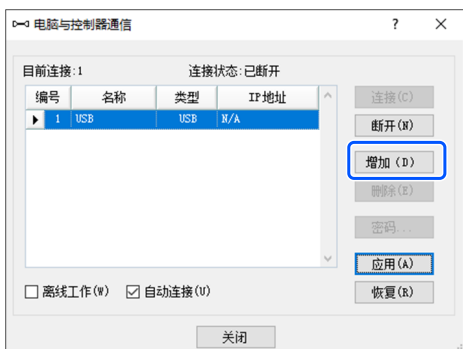 电脑与控制器通信
目前连接:1 连接状态:已断开
编号 名称 类型 IP地址
1 USB USB N/A
连接(C)
断开(N)
增加 (D)
删除(E)
密码...
应用(A)
恢复(R)
离线工作(W) 自动连接(U)
关闭